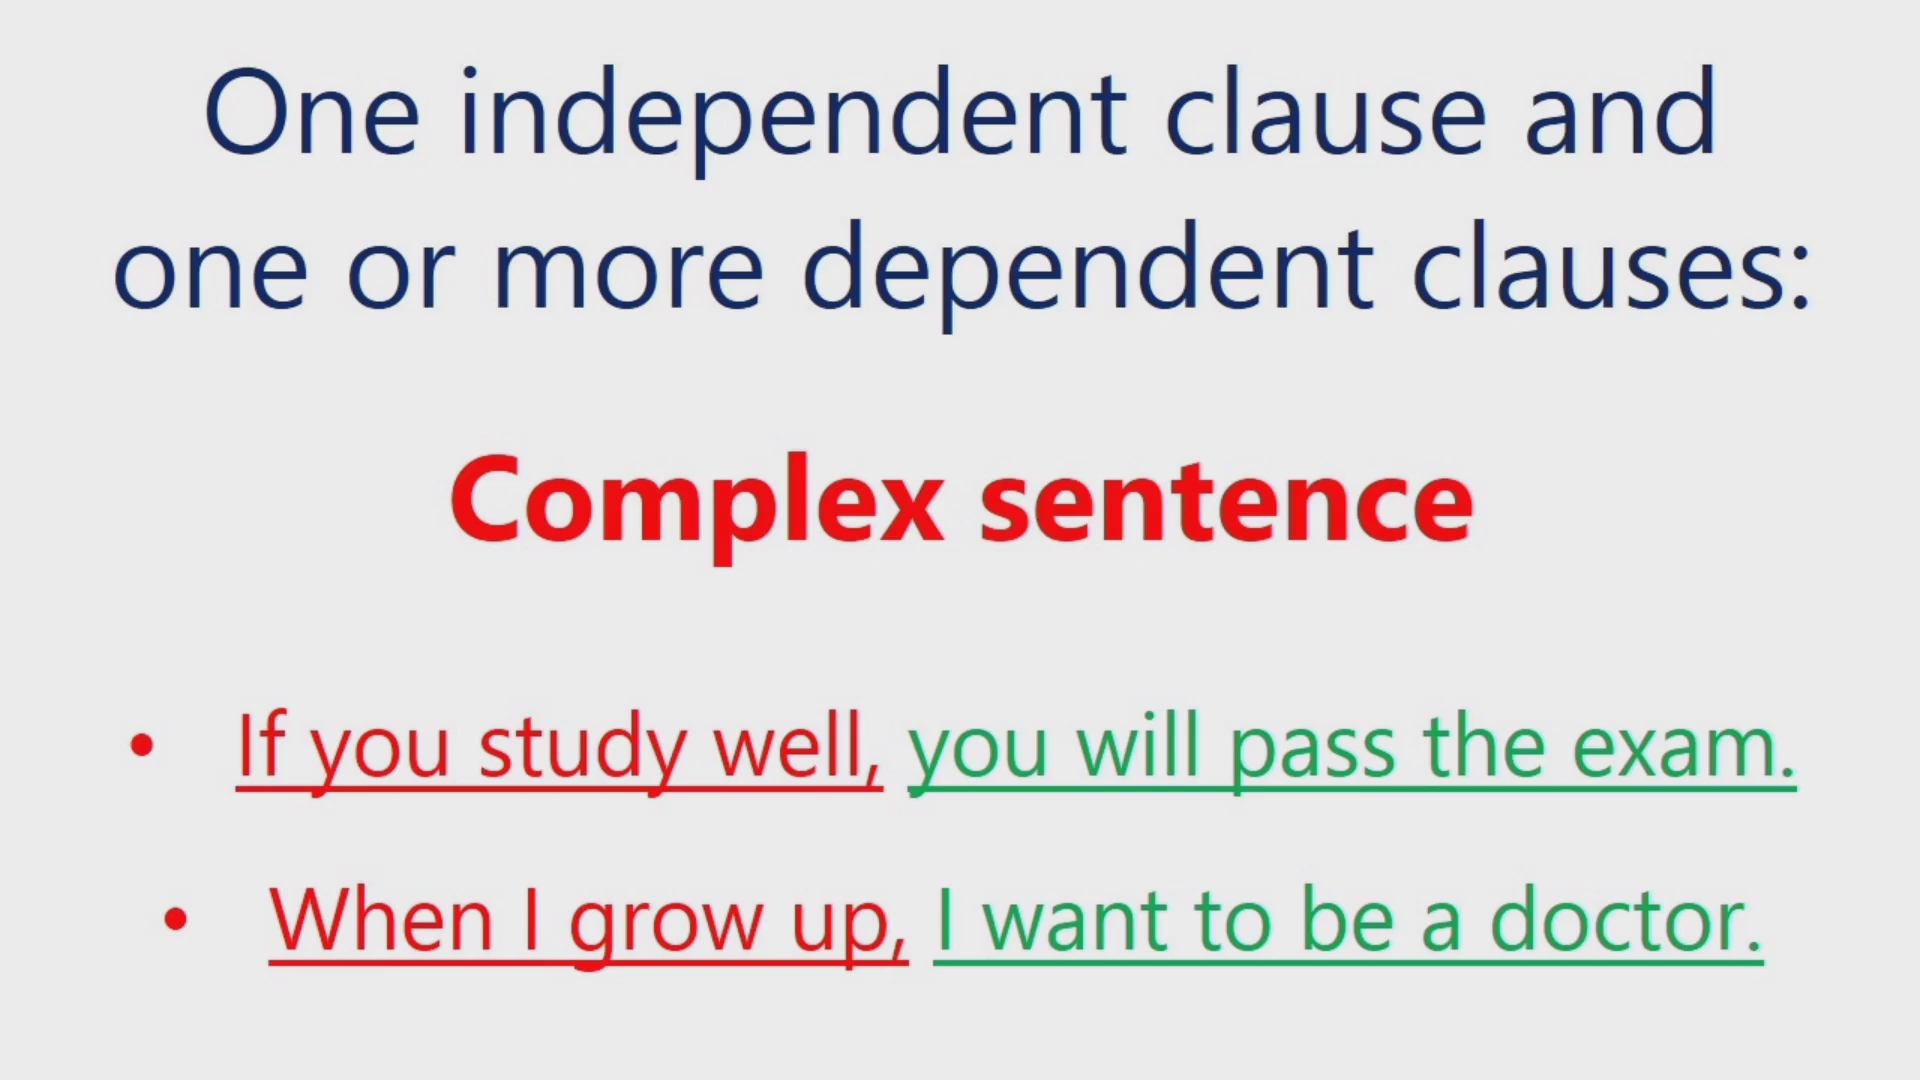 One independent clause and
one or more dependent clauses:
Complex sentence
• If you study well, you will pass the exam.
• When I grow up, I want to be a doctor.